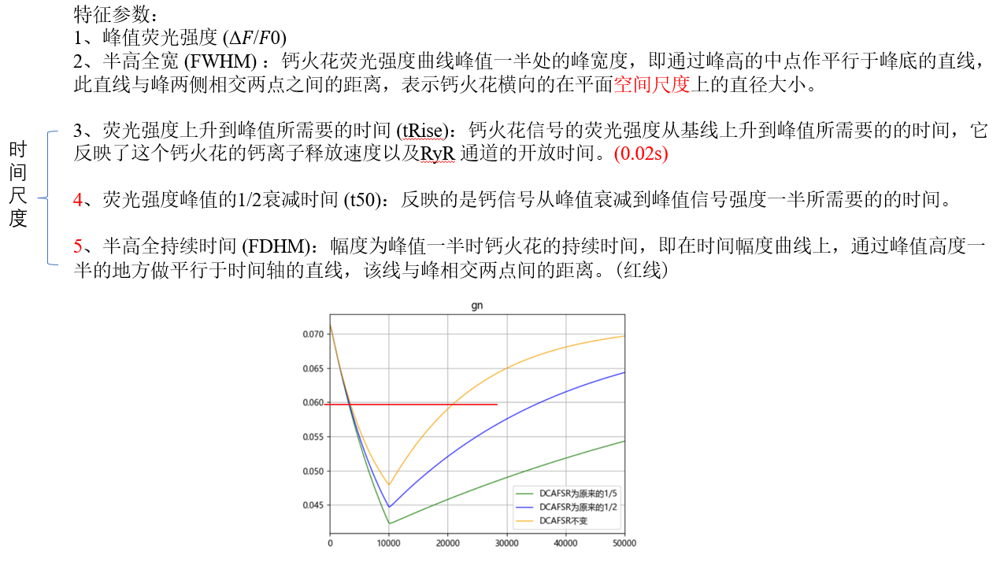 特征参数：
1、峰值荧光强度 (ΔF/F0)
2、半高全宽 (FWHM)：钙火花荧光强度曲线峰值一半处的峰宽度，即通过峰高的中点作平行于峰底的直线，
此直线与峰两侧相交两点之间的距离，表示钙火花横向的在平面空间尺度上的直径大小。
时间尺度
3、荧光强度上升到峰值所需要的时间 (tRise)：钙火花信号的荧光强度从基线上升到峰值所需要的的时间，它
反映了这个钙火花的钙离子释放速度以及RyR 通道的开放时间。(0.02s)
4、荧光强度峰值的1/2衰减时间 (t50)：反映的是钙信号从峰值衰减到峰值信号强度一半所需要的的时间。
5、半高全持续时间 (FDHM)：幅度为峰值一半时钙火花的持续时间，即在时间幅度曲线上，通过峰值高度一
半的地方做平行于时间轴的直线，该线与峰相交两点间的距离。(红线)
gn
0.070
0.065
0.060
0.055
0.050
0.045
0 10000 20000 30000 40000 50000
DCAFSR为原来的1/5
DCAFSR为原来的1/2
DCAFSR不变